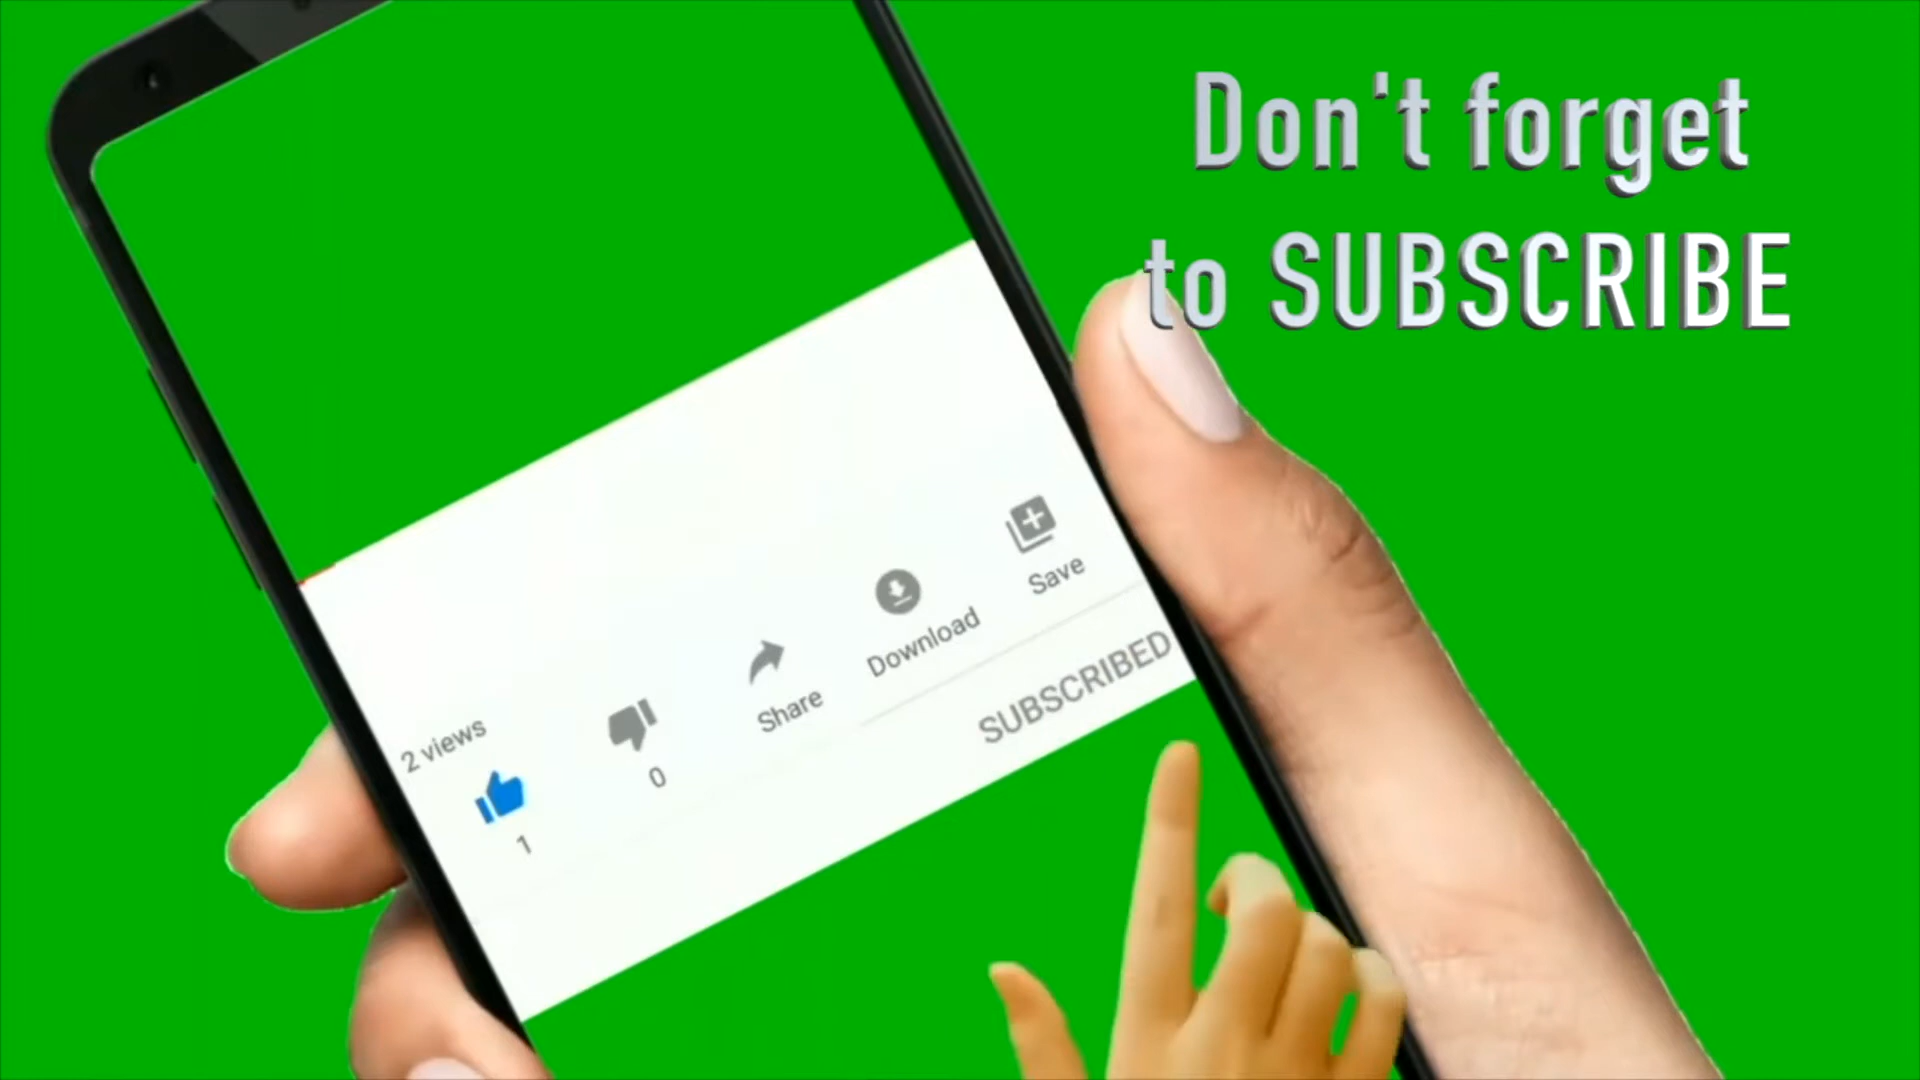 Don't forget
to SUBSCRIBE
2 views
1
0
Share
Download
Save
SUBSCRIBED